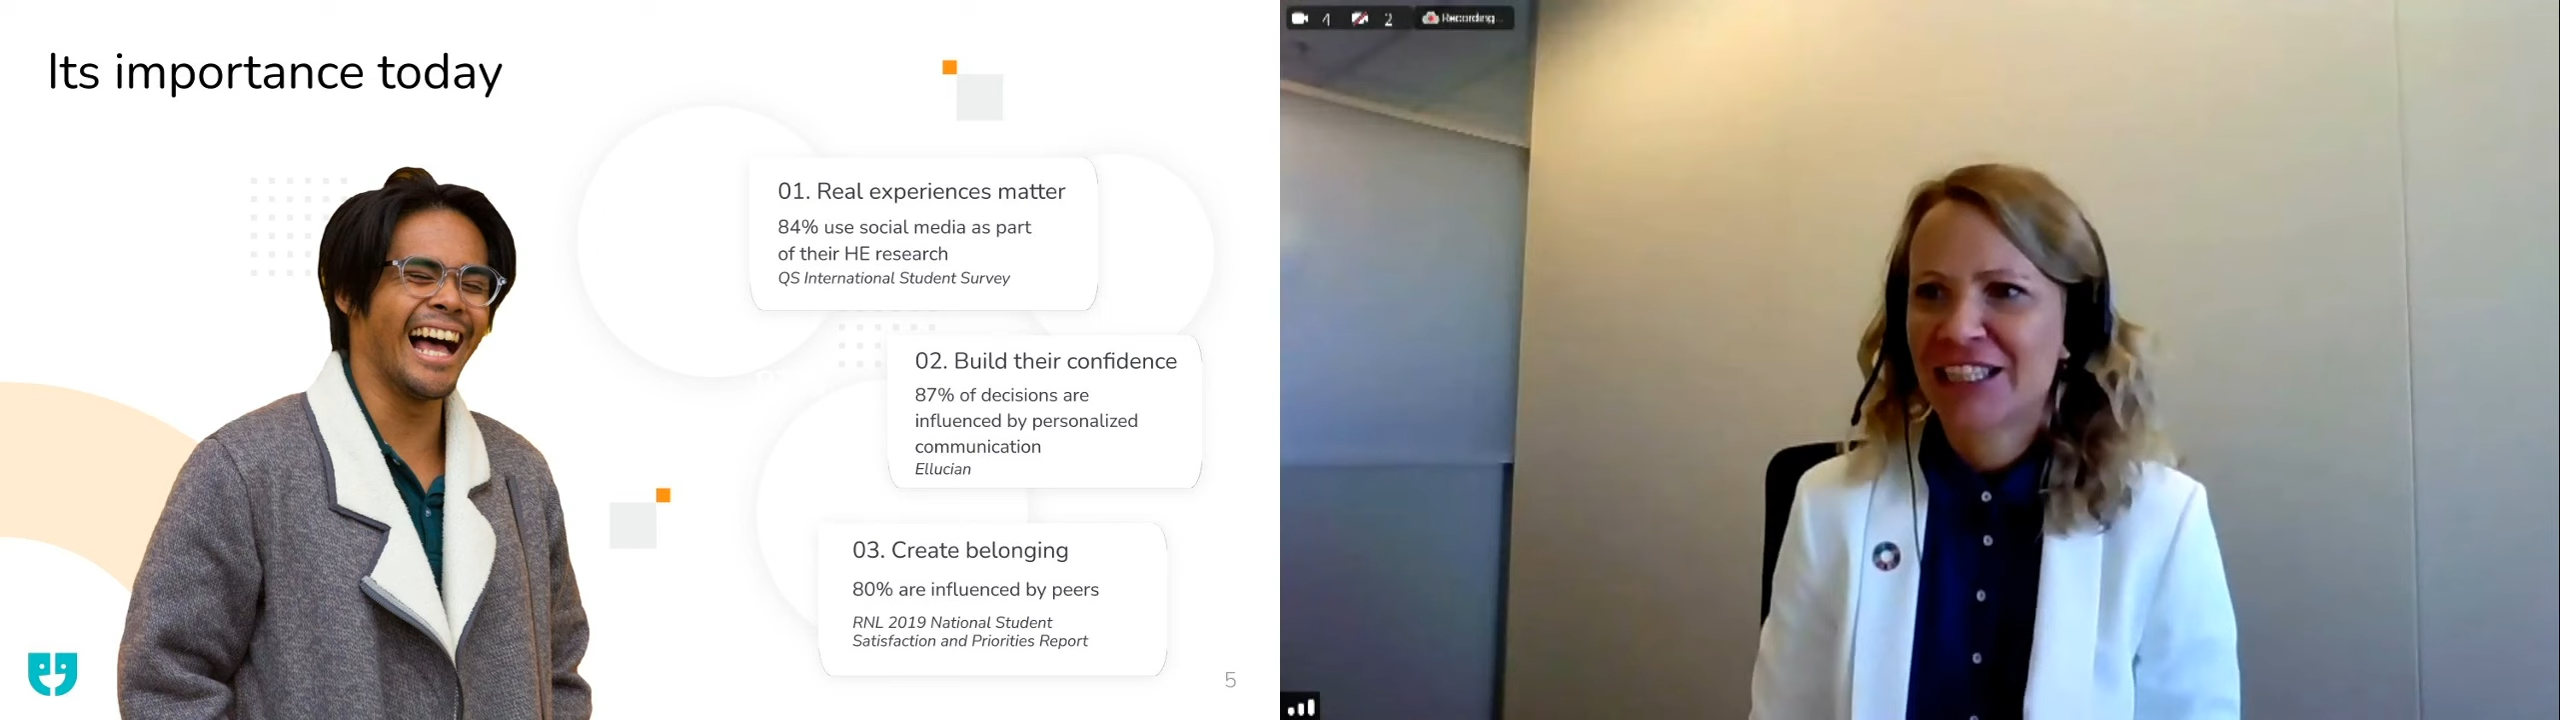 Its importance today
01. Real experiences matter
84% use social media as part
of their HE research
QS International Student Survey
02. Build their confidence
87% of decisions are
influenced by personalized
communication
Ellucian
03. Create belonging
80% are influenced by peers
RNL 2019 National Student
Satisfaction and Priorities Report
5
4 2 Recording...